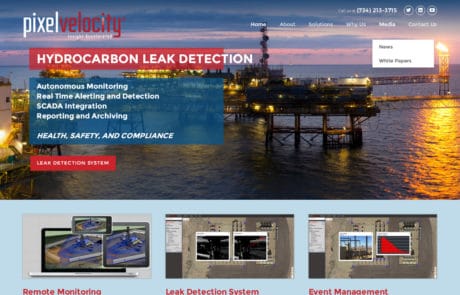 pixelvelocity
Insight Accelerated
Call us at (734) 213-3715
Home About Solutions Why Us Media Contact Us
News
White Papers
HYDROCARBON LEAK DETECTION
Autonomous Monitoring
Real Time Alerting and Detection
SCADA Integration
Reporting and Archiving
HEALTH, SAFETY, AND COMPLIANCE
LEAK DETECTION SYSTEM
Remote Monitoring
Leak Detection System
Event Management